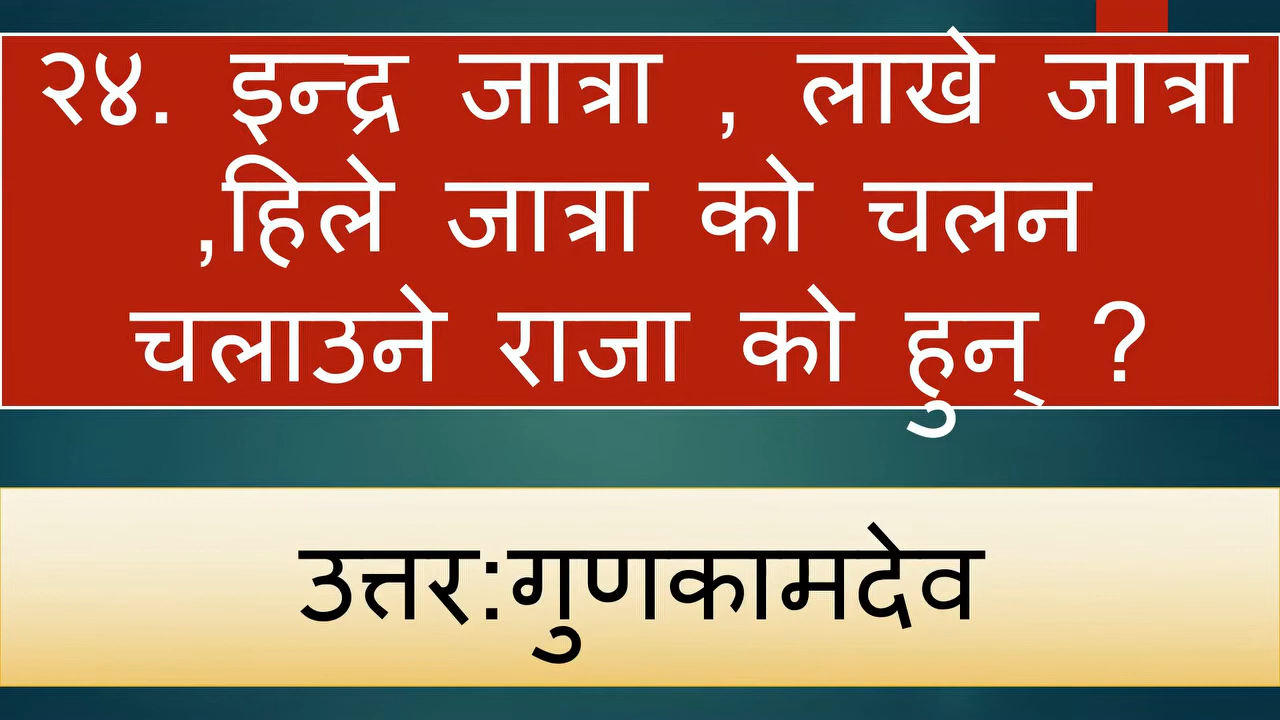 २४. इन्द्र जात्रा , लाखे जात्रा
,हिले जात्रा को चलन
चलाउने राजा को हुन् ?
उत्तर:गुणकामदेव